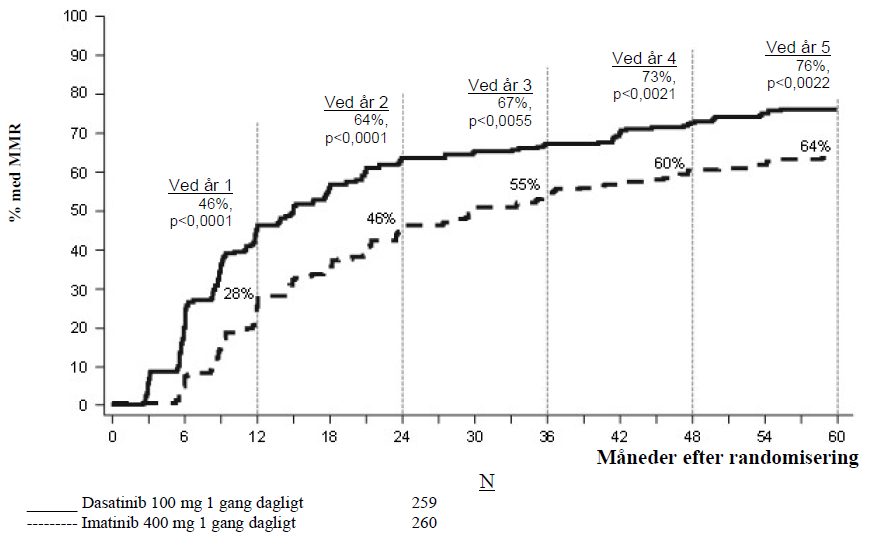 100
90
80
70
60
50
40
30
20
10
0
% med MMR
Ved år 1
46%,
p<0,0001
Ved år 2
64%,
p<0,0001
Ved år 3
67%,
p<0,0055
Ved år 4
73%,
p<0,0021
Ved år 5
76%,
p<0,0022
28%
46%
55%
60%
64%
0 6 12 18 24 30 36 42 48 54 60
Måneder efter randomisering
N
Dasatinib 100 mg 1 gang dagligt 259
Imatinib 400 mg 1 gang dagligt 260